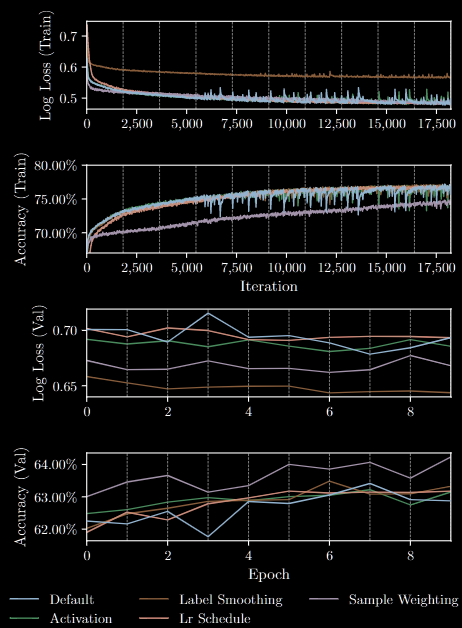 Log Loss (Train)
0.7
0.6
0.5
0 2,500 5,000 7,500 10,000 12,500 15,000 17,500
Accuracy (Train)
80.00%
75.00%
70.00%
0 2,500 5,000 7,500 10,000 12,500 15,000 17,500
Iteration
Log Loss (Val)
0.70
0.65
0 2 4 6 8
Accuracy (Val)
64.00%
63.00%
62.00%
0 2 4 6 8
Epoch
Default Label Smoothing Sample Weighting
Activation Lr Schedule